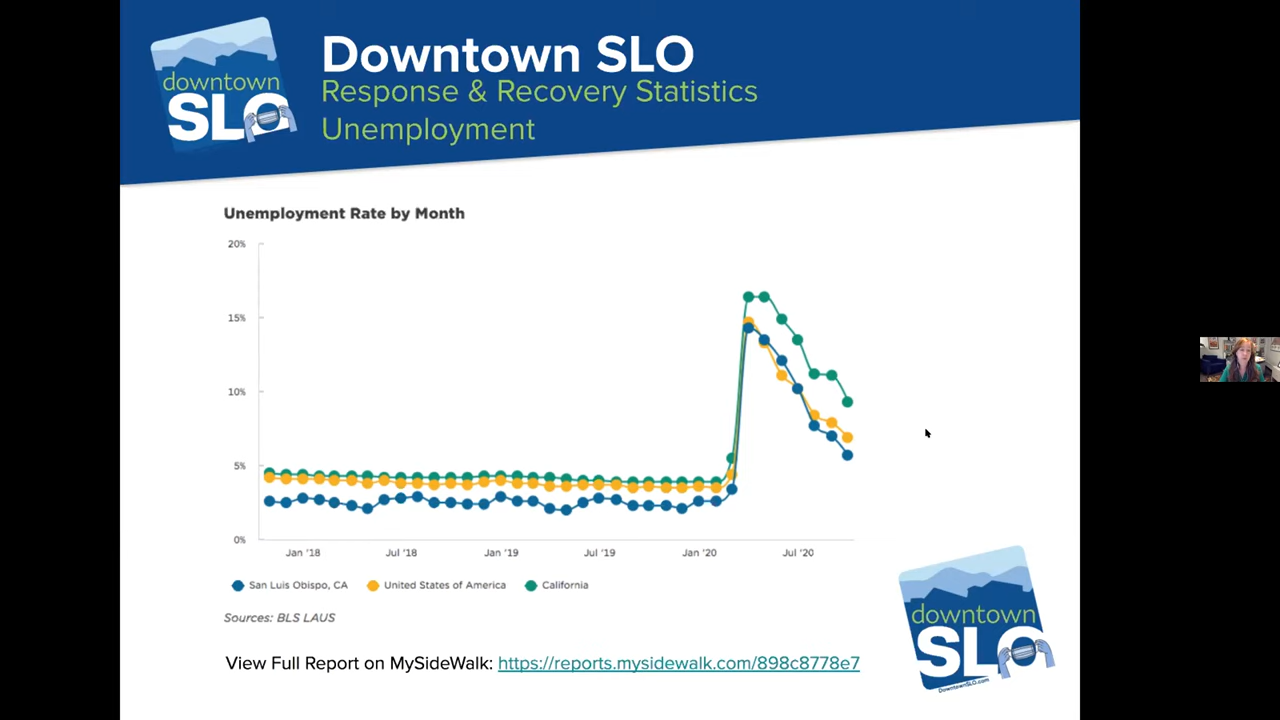 downtown
SLO
Downtown SLO
Response & Recovery Statistics
Unemployment
Unemployment Rate by Month
20%
15%
10%
5%
0%
Jan '18
Jul '18
Jan '19
Jul '19
Jan '20
Jul '20
San Luis Obispo, CA
United States of America
California
Sources: BLS LAUS
View Full Report on MySideWalk: https://reports.mysidewalk.com/898c8778e7
downtown
SLO
DowntownSLO.com